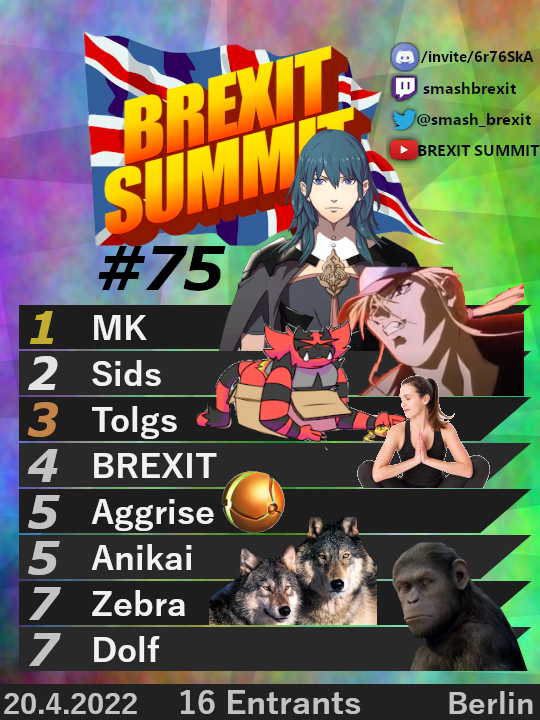 BREXIT
SUMMIT
#75
/invite/6r76SkA
smashbrexit
@smash_brexit
BREXIT SUMMIT
1 MK
2 Sids
3 Tolgs
4 BREXIT
5 Aggrise
5 Anikai
7 Zebra
7 Dolf
20.4.2022 16 Entrants Berlin